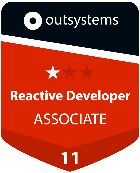 outsystems
Reactive Developer
ASSOCIATE
11